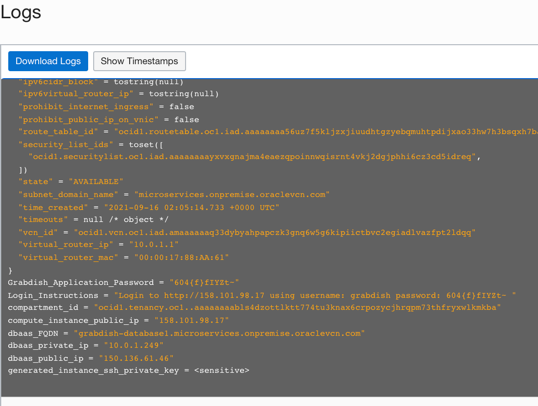 Logs
Download Logs Show Timestamps
"ipv6cidr_block" = tostring(null)
"ipv6virtual_router_ip" = tostring(null)
"prohibit_internet_ingress" = false
"prohibit_public_ip_on_vnic" = false
"route_table_id" = "ocid1.routetable.oc1.iad.aaaaaaaa56uz7f5kljzxjiuudhtgzyebqmuhtpdijxao33hw7h3basqxh7b
"security_list_ids" = toset([
"ocid1.securitylist.oc1.iad.aaaaaaaayxvxgnajma4eaezqpoinnwqisrnt4vkj2dgjphhi6cz3cd5idreq",
])
"state" = "AVAILABLE"
"subnet_domain_name" = "microservices.onpremise.oraclevcn.com"
"time_created" = "2021-09-16 02:05:14.733 +0000 UTC"
"timeouts" = null /* object */
"vcn_id" = "ocid1.vcn.oc1.iad.amaaaaaaq33dybyahpapczk3gnq6w5g6kipiictbvc2egiadlvazfpt2ldqq"
"virtual_router_ip" = "10.0.1.1"
"virtual_router_mac" = "00:00:17:88:AA:61"
}
Grabdish_Application_Password = "604{f}fIYZt-"
Login_Instructions = "Login to http://158.101.98.17 using username: grabdish password: 604{f}fIYZt- "
compartment_id = "ocid1.tenancy.oc1..aaaaaaaabls4dzottlktt774tu3knax6crpozycjhrqpm73thfryxwlkmkba"
compute_instance_public_ip = "158.101.98.17"
dbaas_FQDN = "grabdish-database1.microservices.onpremise.oraclevcn.com"
dbaas_private_ip = "10.0.1.249"
dbaas_public_ip = "150.136.61.46"
generated_instance_ssh_private_key = <sensitive>